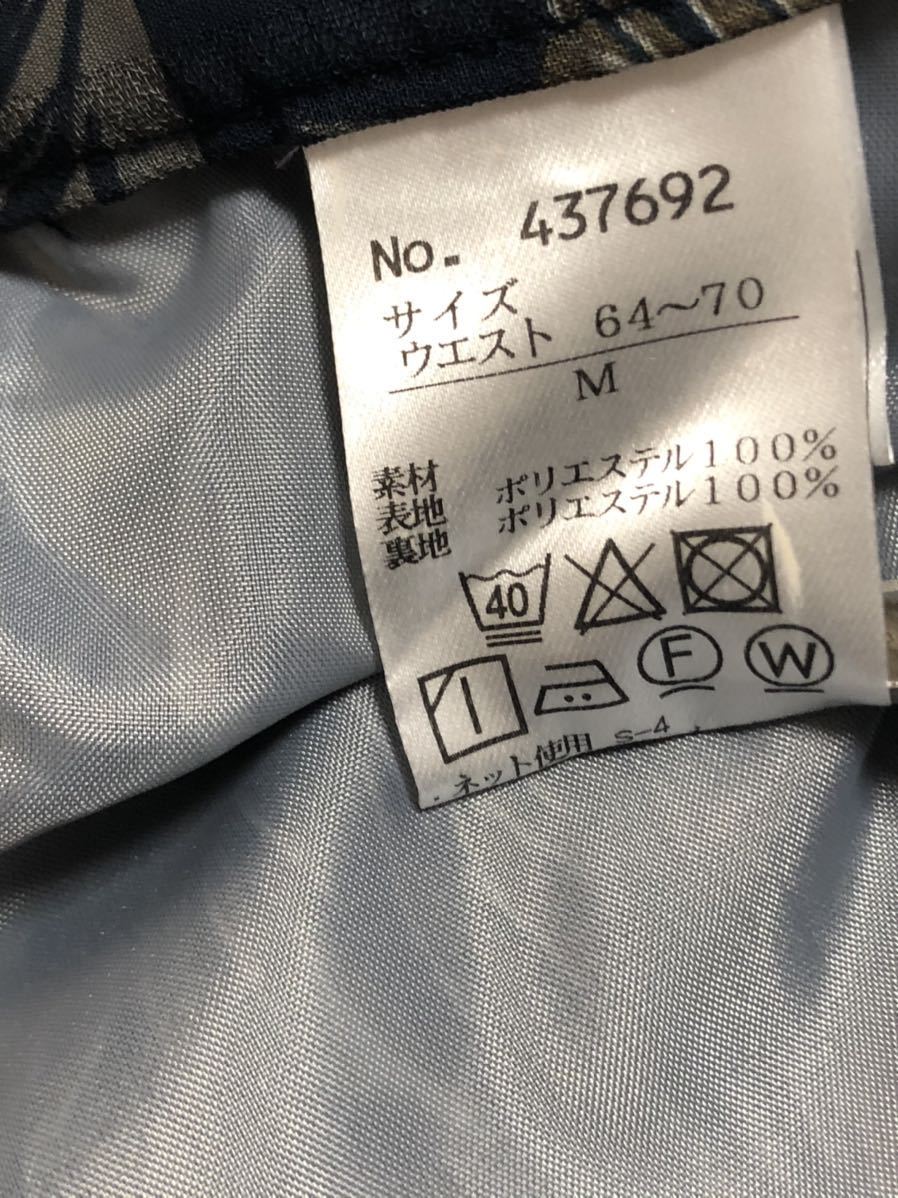 No. 437692
サイズ
ウエスト 64～70
M
素材
表地 ポリエステル100%
裏地 ポリエステル100%
40
F W
ネット使用 S-4